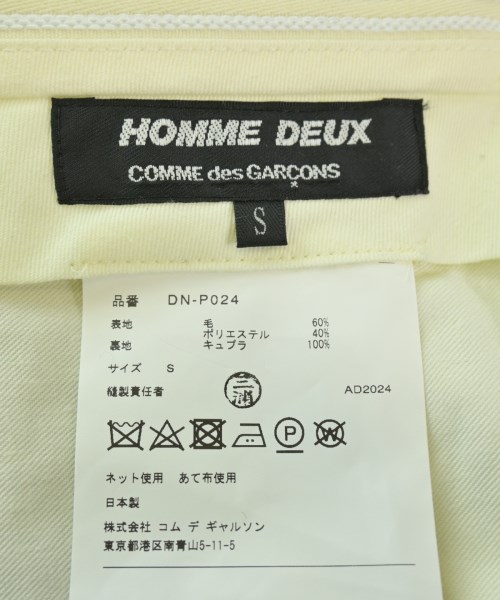 HOMME DEUX
COMME des GARÇONS
S
品番 DN-P024
表地 毛 60%
ポリエステル 40%
裏地 キュプラ 100%
サイズ S
縫製責任者 三浦 AD2024
P W
ネット使用 あて布使用
日本製
株式会社 コム デ ギャルソン
東京都港区南青山5-11-5